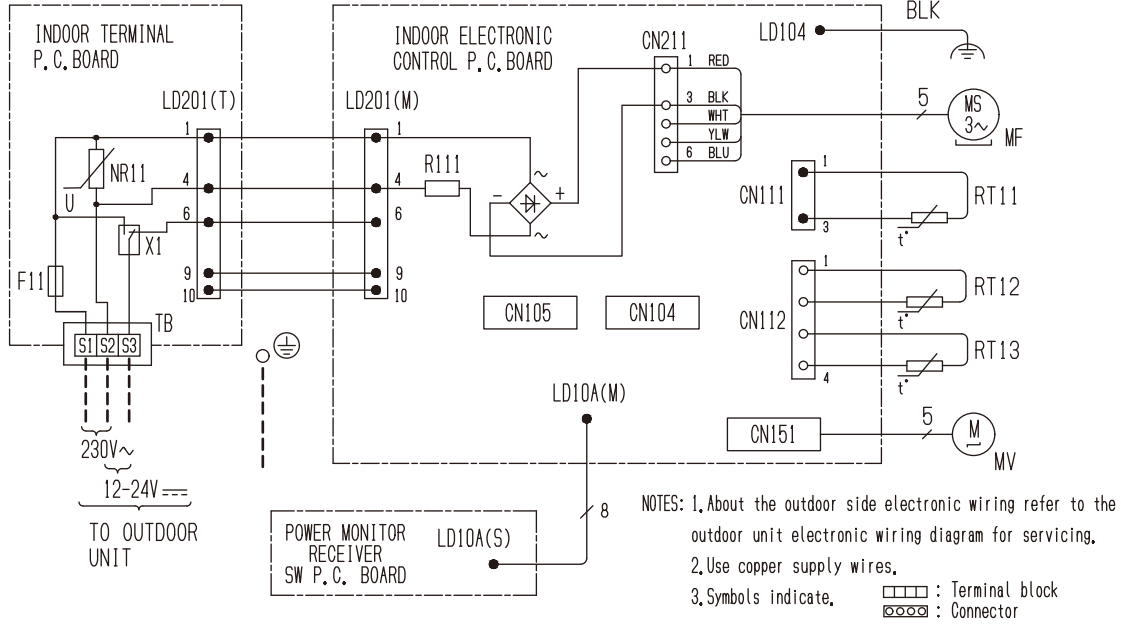 INDOOR TERMINAL
P.C.BOARD
LD201(T)
1
4
6
9
10
NR11
U
X1
F11
TB
S1 S2 S3
230V~
12-24V
TO OUTDOOR
UNIT
INDOOR ELECTRONIC
CONTROL P.C.BOARD
LD201(M)
1
4
6
9
10
R111
~
-
+
~
CN211
1 RED
3 BLK
WHT
YLW
6 BLU
LD104
BLK
5
MS
3~
MF
CN111
1
3
RT11
t°
CN112
1
4
RT12
t°
RT13
t°
CN105
CN104
CN151
5
M
MV
LD10A(M)
8
POWER MONITOR
RECEIVER
SW P.C. BOARD
LD10A(S)
NOTES: 1.About the outdoor side electronic wiring refer to the
outdoor unit electronic wiring diagram for servicing.
2.Use copper supply wires.
3.Symbols indicate.
: Terminal block
: Connector